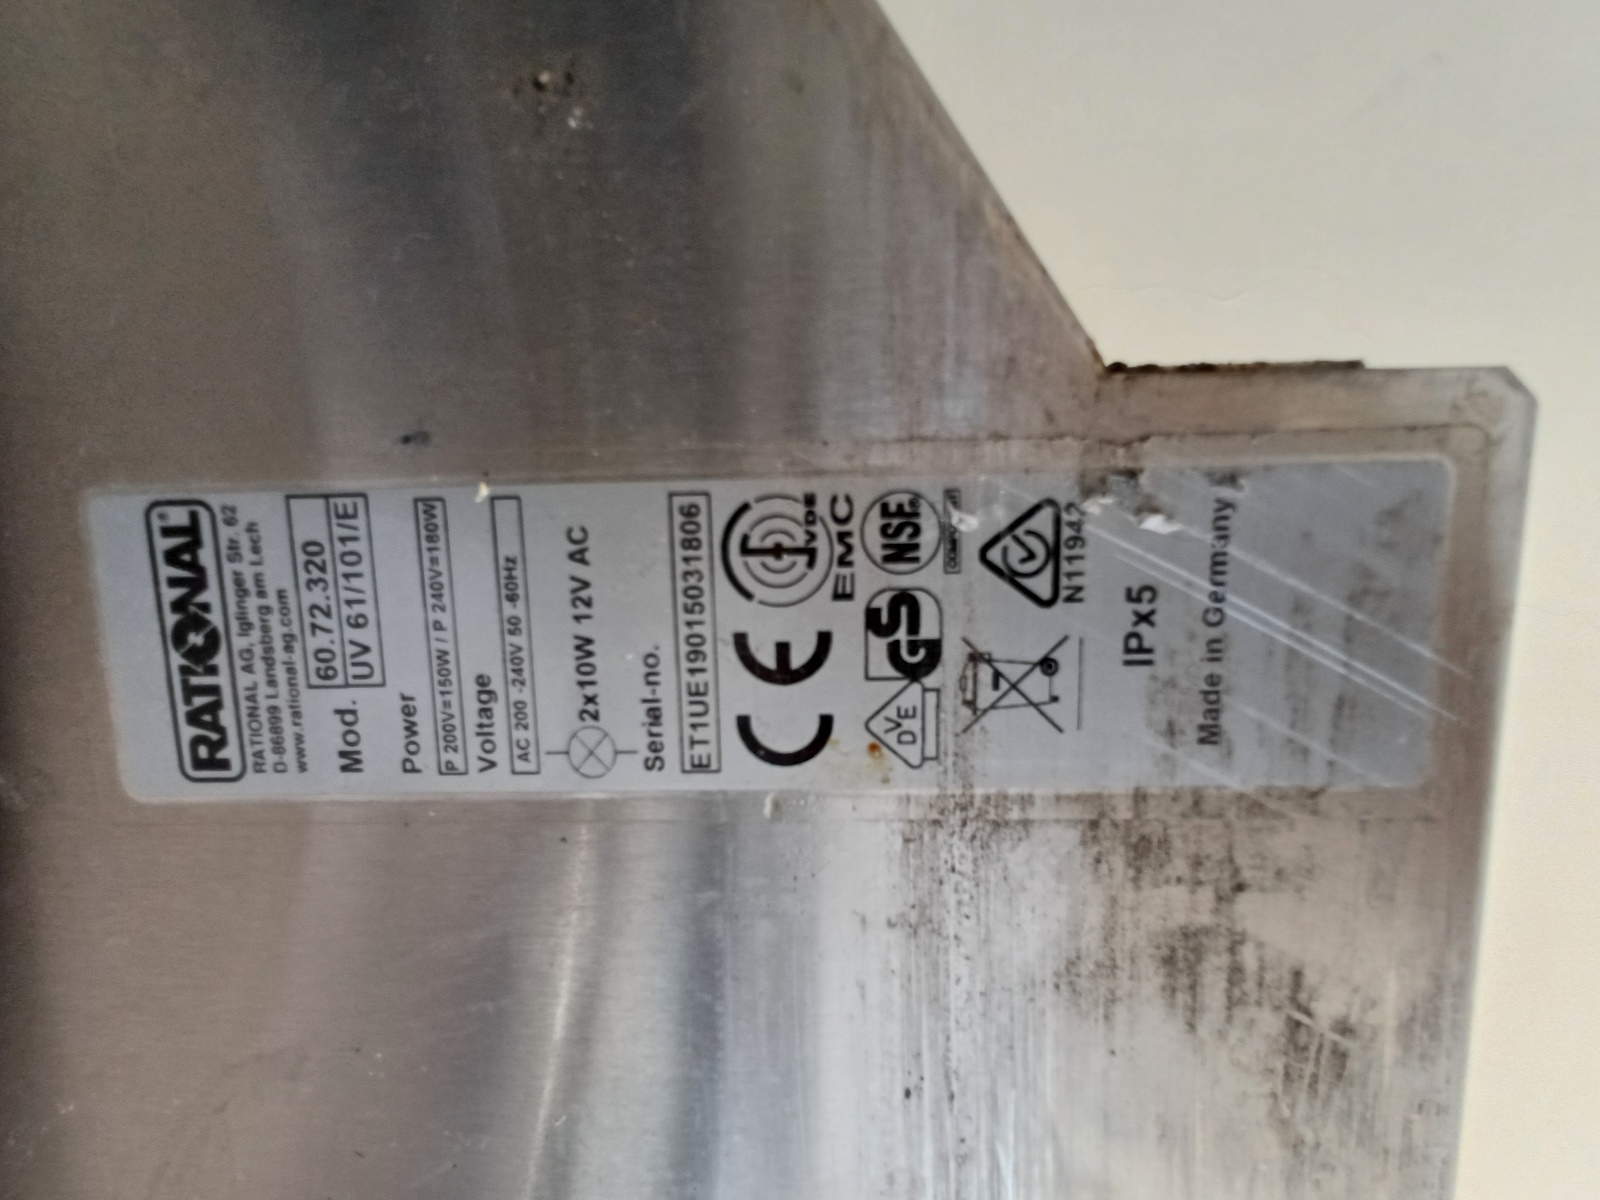 RATIONAL®
RATIONAL AG, Iglinger Str. 62
D-86899 Landsberg am Lech
www.rational-ag.com
Mod. 60.72.320
UV 61/101/E
Power
P 200V=150W / P 240V=180W
Voltage
AC 200 -240V 50 -60Hz
2x10W 12V AC
Serial-no.
ET1UE19015031806
CE
VDE
EMC
DVE
GS
NSF
N11942
IPx5
Made in Germany